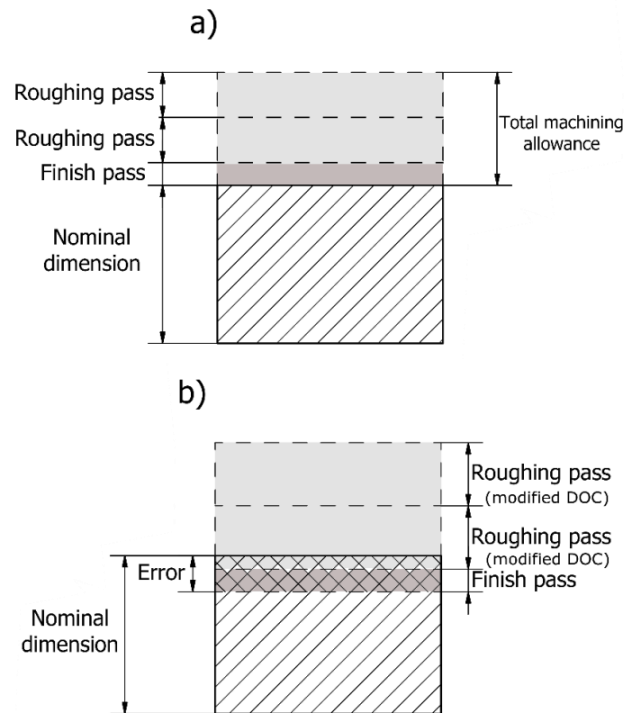 a)
Roughing pass
Roughing pass
Finish pass
Total machining
allowance
Nominal
dimension
b)
Roughing pass
(modified DOC)
Roughing pass
(modified DOC)
Error
Finish pass
Nominal
dimension